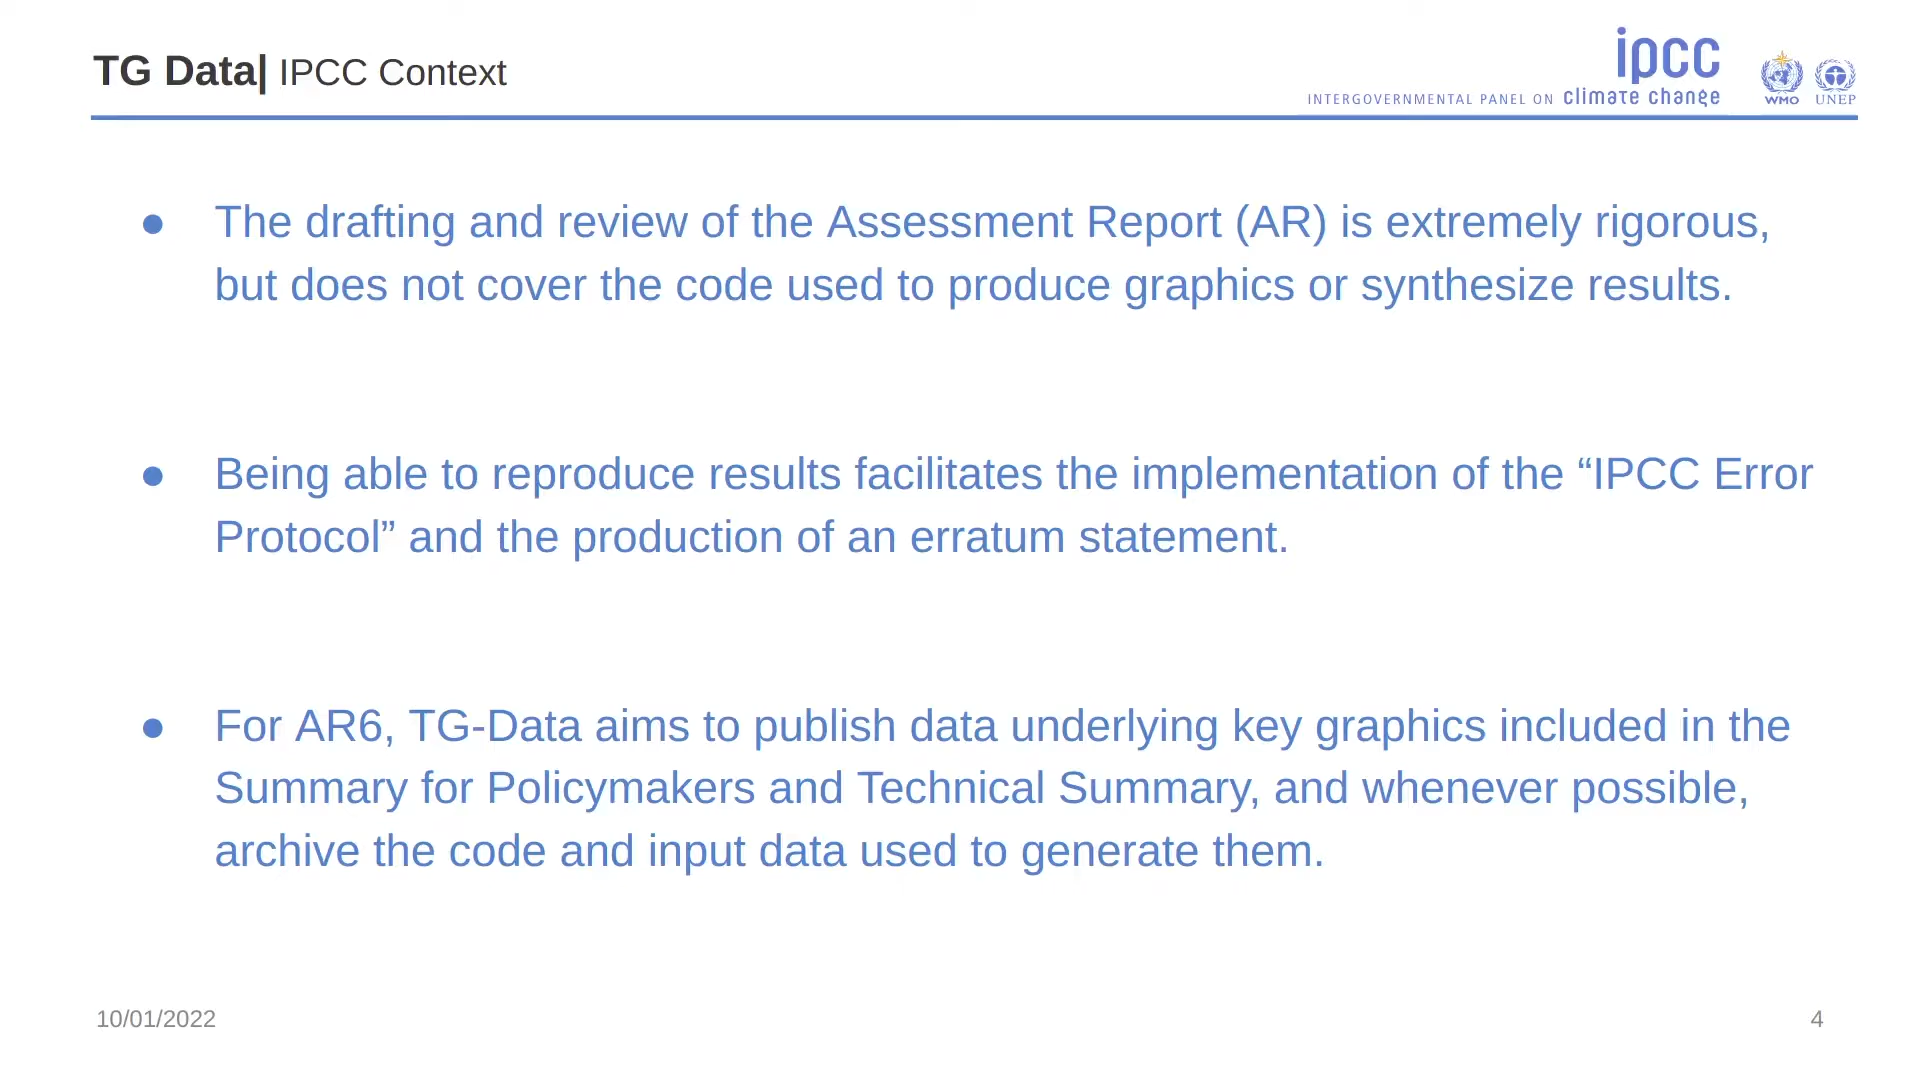 TG Data| IPCC Context
ipcc
INTERGOVERNMENTAL PANEL ON climate change
WMO UNEP
● The drafting and review of the Assessment Report (AR) is extremely rigorous,
but does not cover the code used to produce graphics or synthesize results.
● Being able to reproduce results facilitates the implementation of the “IPCC Error
Protocol” and the production of an erratum statement.
● For AR6, TG-Data aims to publish data underlying key graphics included in the
Summary for Policymakers and Technical Summary, and whenever possible,
archive the code and input data used to generate them.
10/01/2022
4